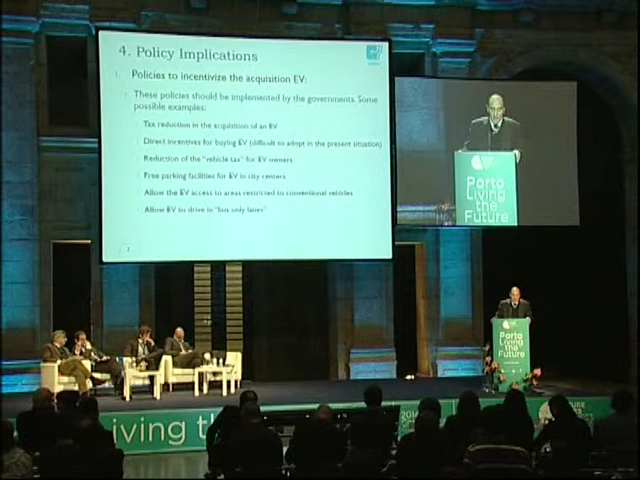 4. Policy Implications
Policies to incentivize the acquisition EV:
These policies should be implemented by the governments. Some
possible examples:
Tax reduction in the acquisition of an EV
Direct incentives for buying EV (difficult to adopt in the present situation)
Reduction of the "vehicle tax" for EV owners
Free parking facilities for EV in city centers
Allow the EV access to areas restricted to conventional vehicles
Allow EV to drive in "bus only lanes"
Porto
Living
the
Future
Porto
Living
the
Future
iving t